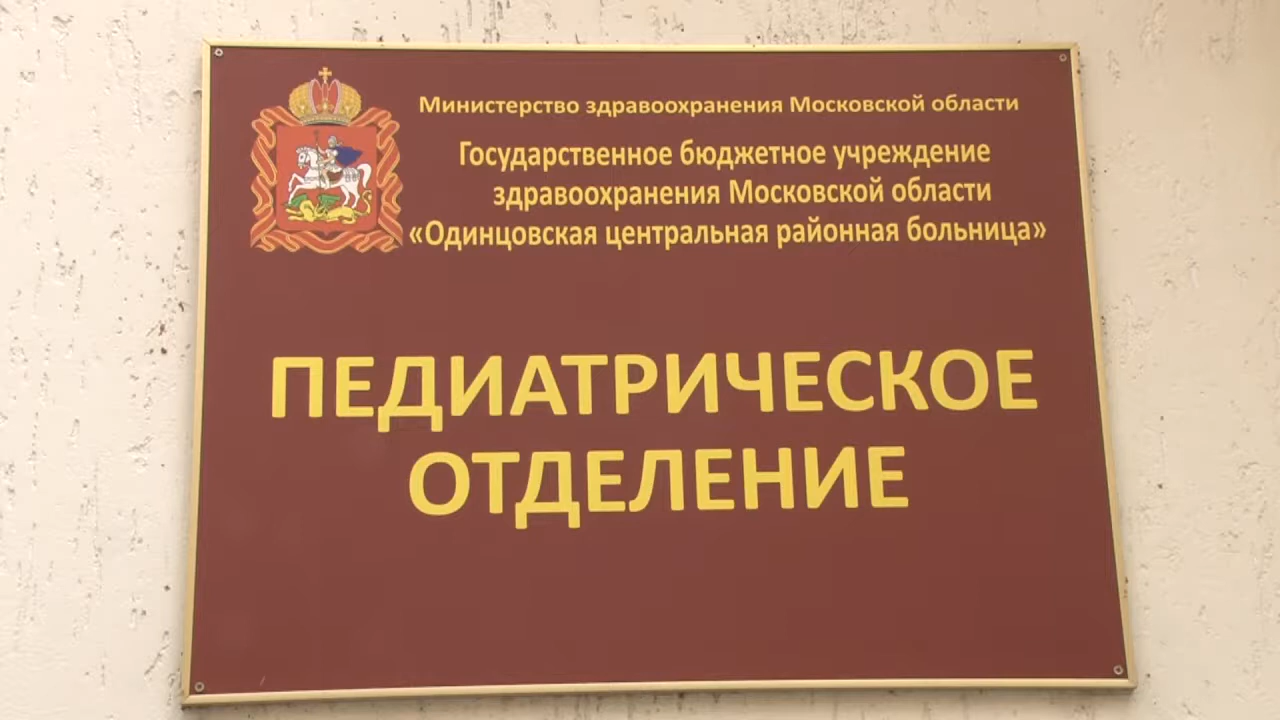 Министерство здравоохранения Московской области
Государственное бюджетное учреждение
здравоохранения Московской области
«Одинцовская центральная районная больница»
ПЕДИАТРИЧЕСКОЕ
ОТДЕЛЕНИЕ